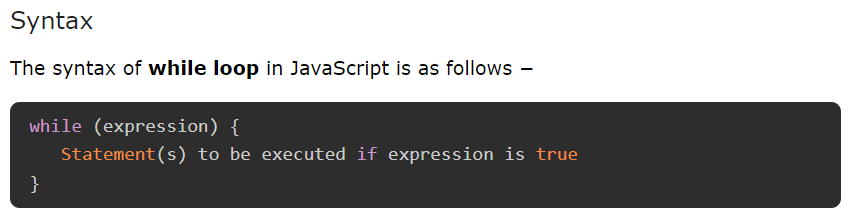 Syntax
The syntax of while loop in JavaScript is as follows −
while (expression) {
   Statement(s) to be executed if expression is true
}